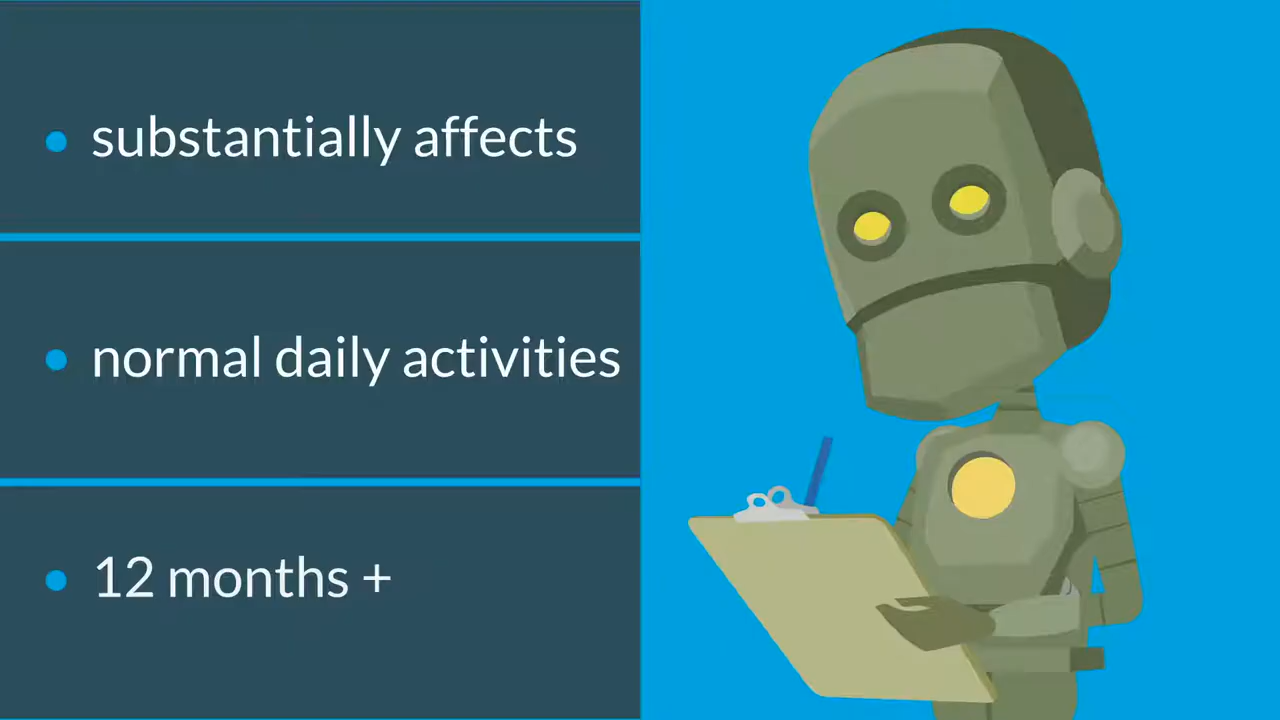 substantially affects
normal daily activities
12 months +